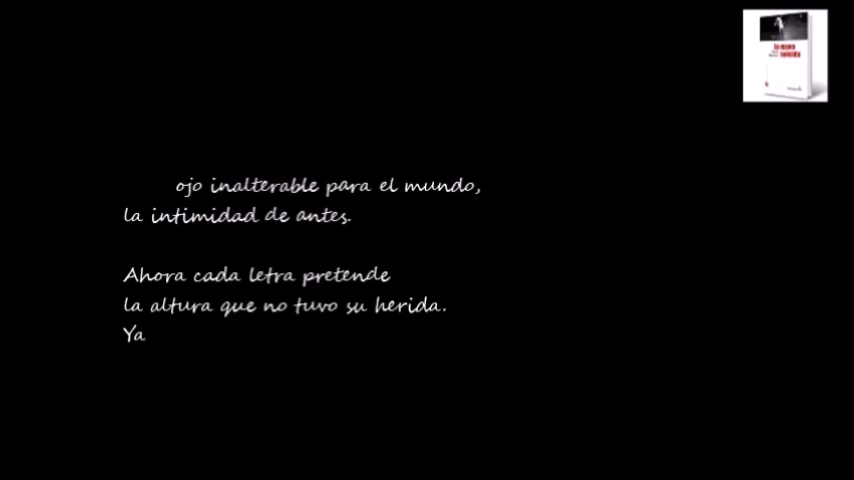 ojo inalterable para el mundo,
la intimidad de antes.
Ahora cada letra pretende
la altura que no tuvo su herida.
Ya